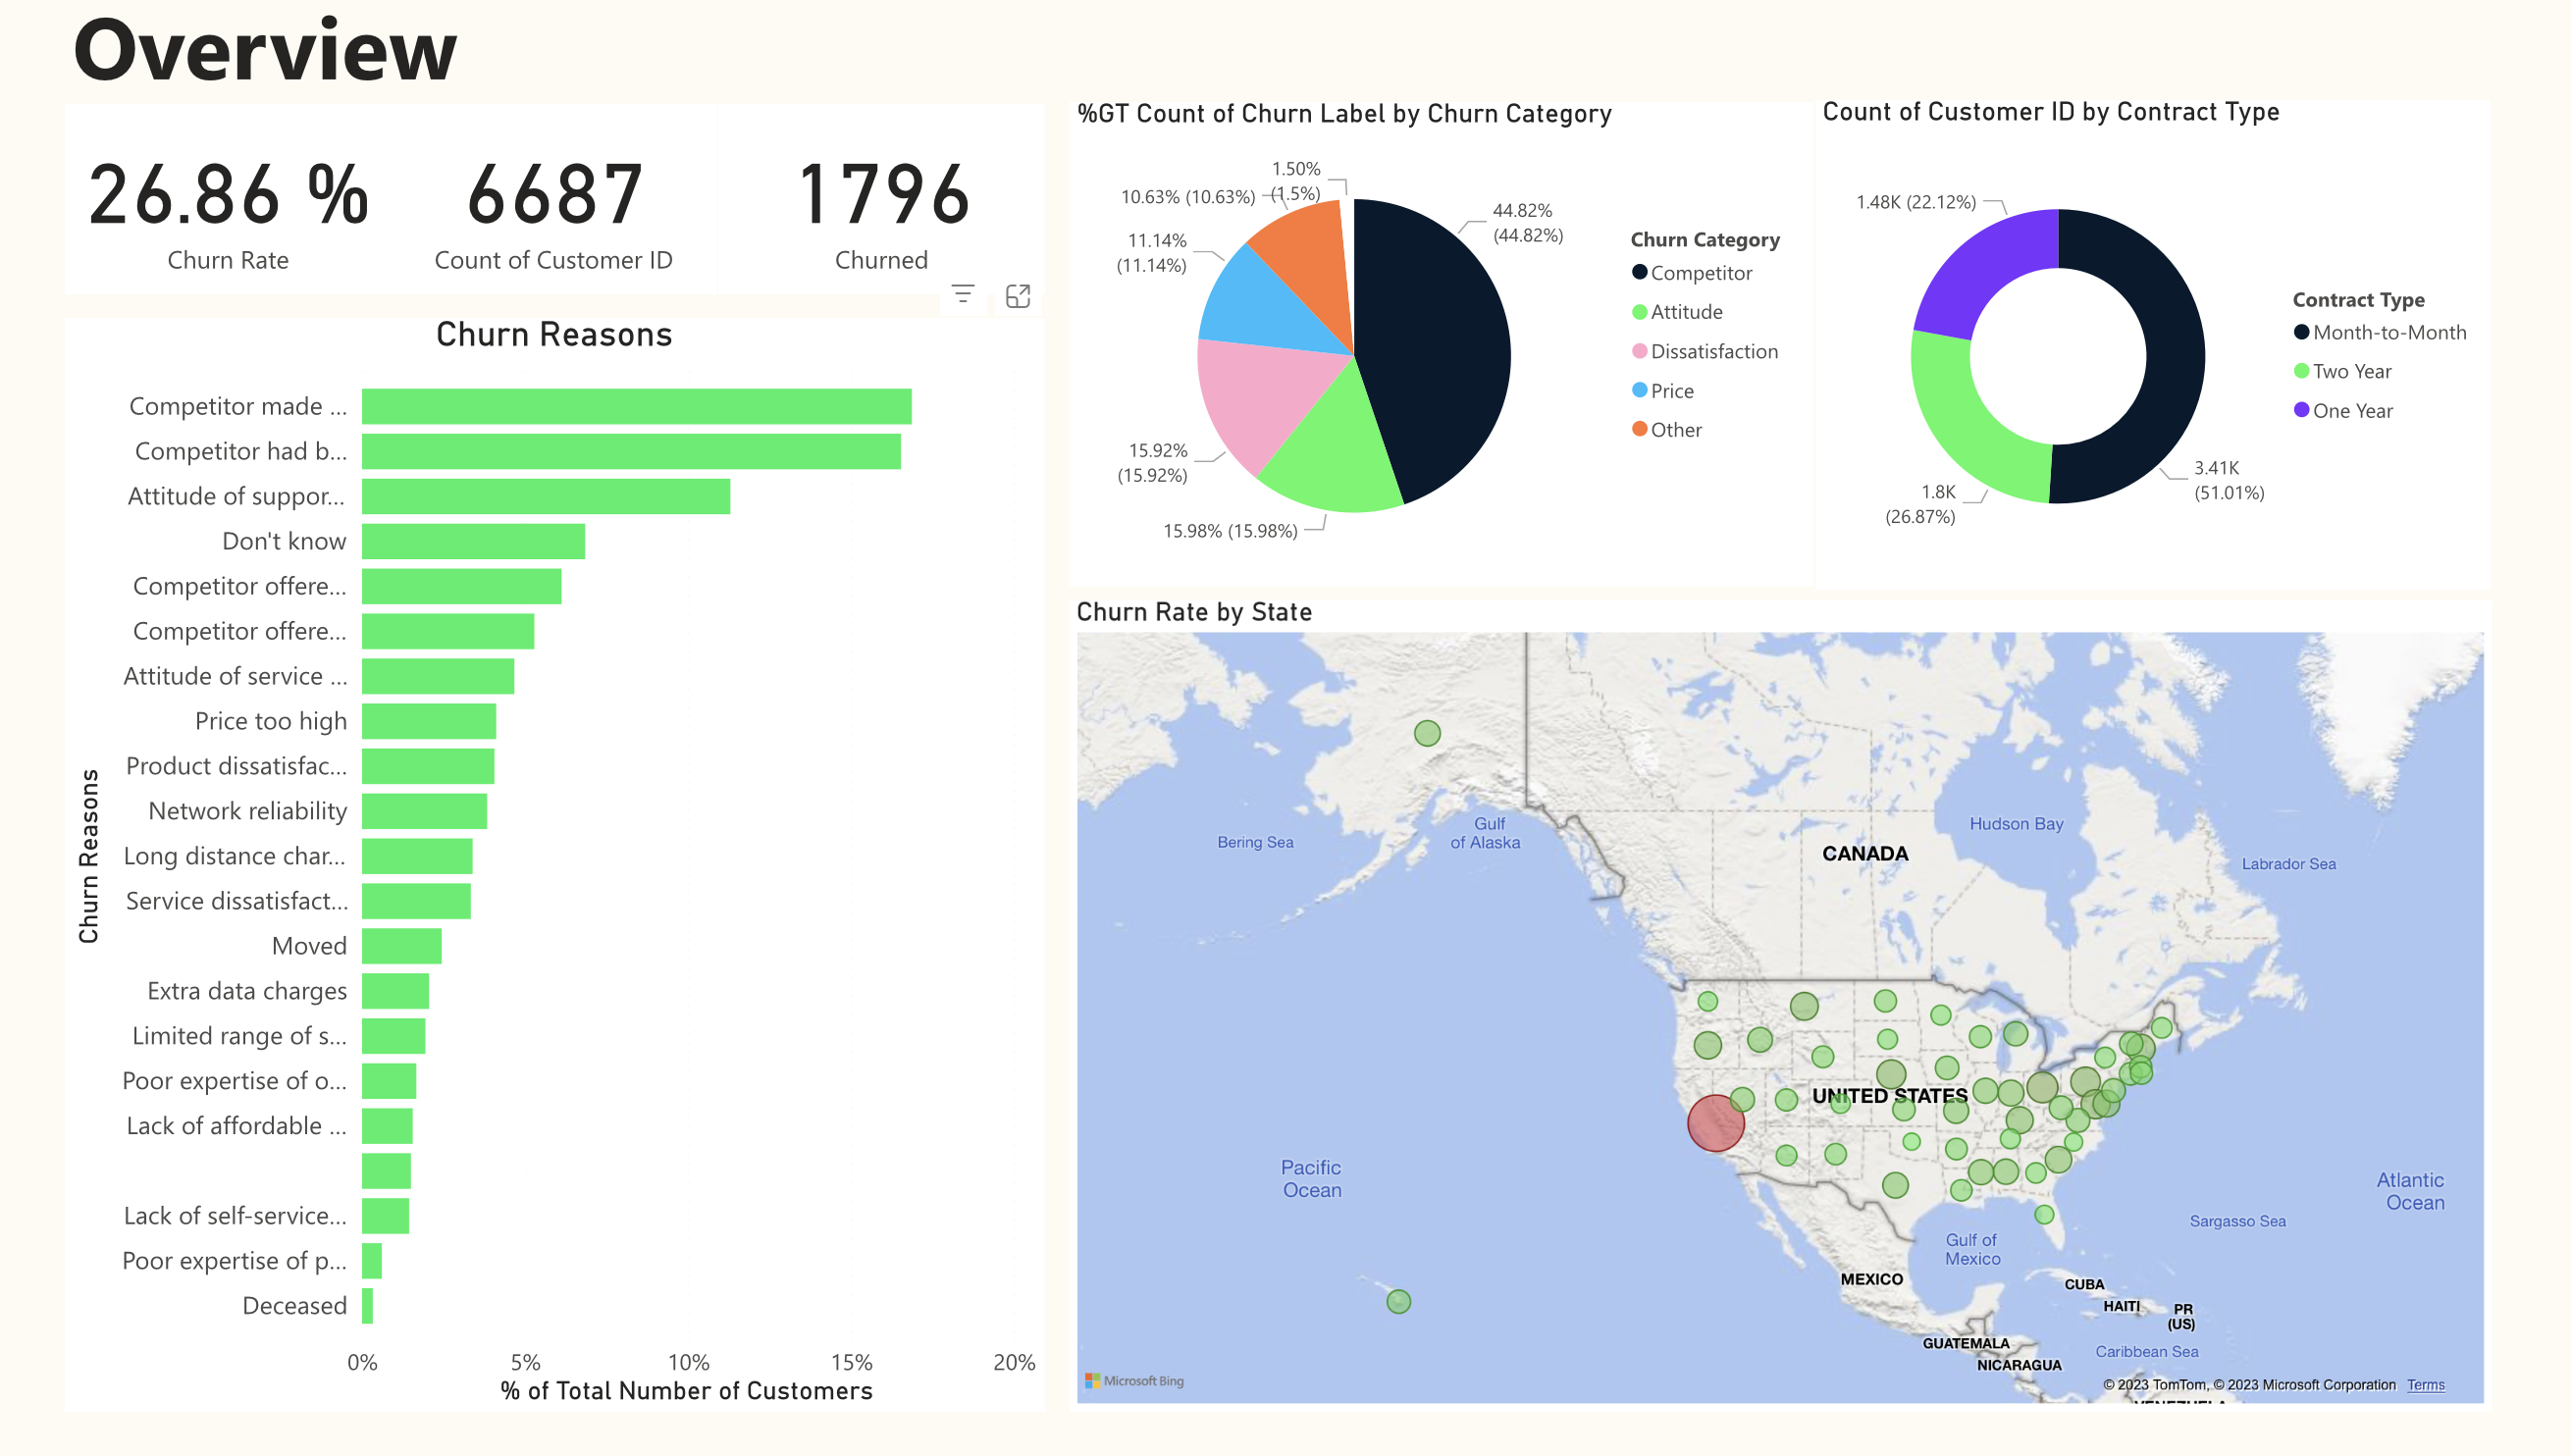 Overview
26.86 %
Churn Rate
6687
Count of Customer ID
1796
Churned
Churn Reasons
Churn Reasons
Competitor made ...
Competitor had b...
Attitude of suppor...
Don't know
Competitor offere...
Competitor offere...
Attitude of service ...
Price too high
Product dissatisfac...
Network reliability
Long distance char...
Service dissatisfact...
Moved
Extra data charges
Limited range of s...
Poor expertise of o...
Lack of affordable ...
Lack of self-service...
Poor expertise of p...
Deceased
0%
5%
10%
15%
20%
% of Total Number of Customers
%GT Count of Churn Label by Churn Category
1.50%
(1.5%)
10.63% (10.63%)
11.14%
(11.14%)
15.92%
(15.92%)
15.98% (15.98%)
44.82%
(44.82%)
Churn Category
Competitor
Attitude
Dissatisfaction
Price
Other
Count of Customer ID by Contract Type
1.48K (22.12%)
1.8K
(26.87%)
3.41K
(51.01%)
Contract Type
Month-to-Month
Two Year
One Year
Churn Rate by State
Bering Sea
Gulf
of Alaska
Hudson Bay
CANADA
Labrador Sea
UNITED STATES
Pacific
Ocean
Atlantic
Ocean
Sargasso Sea
Gulf of
Mexico
MEXICO
CUBA
HAITI
PR
(US)
GUATEMALA
NICARAGUA
Caribbean Sea
VENEZUELA
Microsoft Bing
© 2023 TomTom, © 2023 Microsoft Corporation Terms